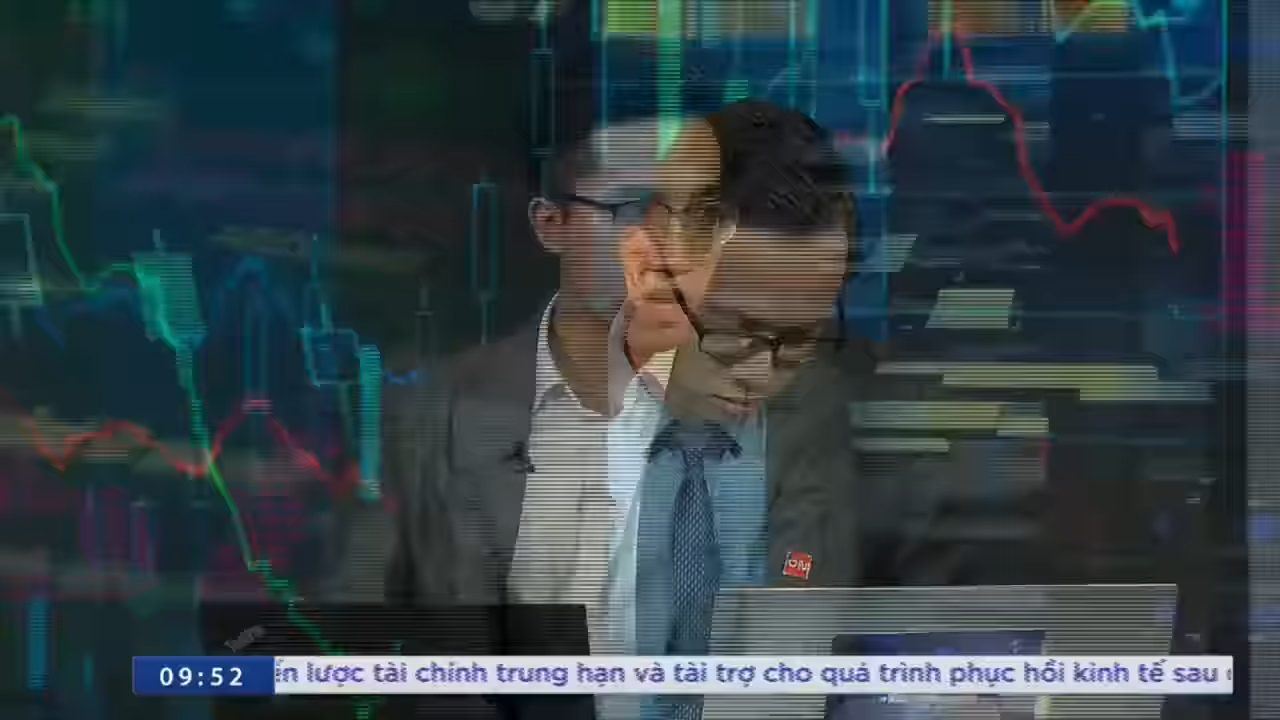 09:52
ến lược tài chính trung hạn và tài trợ cho quá trình phục hồi kinh tế sau